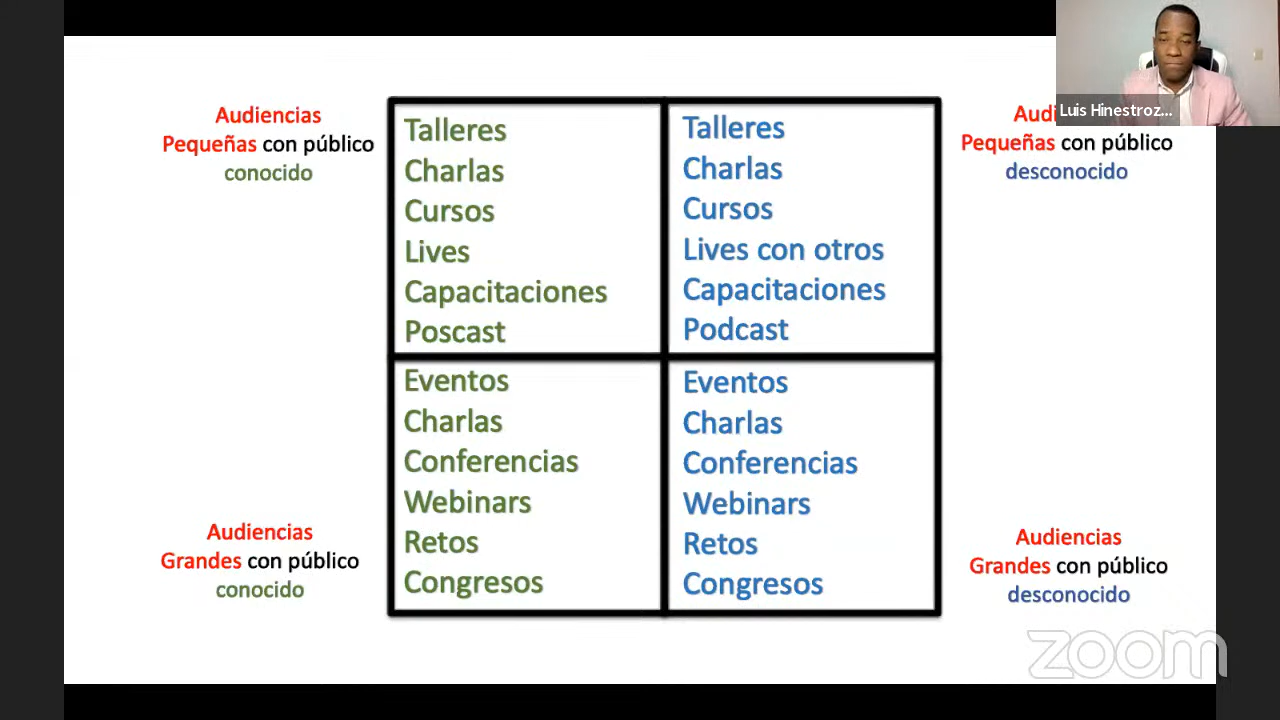 Luis Hinestroz...
Audiencias
Pequeñas con público
conocido
Talleres
Charlas
Cursos
Lives
Capacitaciones
Poscast
Talleres
Charlas
Cursos
Lives con otros
Capacitaciones
Podcast
Pequeñas con público
desconocido
Audiencias
Grandes con público
conocido
Eventos
Charlas
Conferencias
Webinars
Retos
Congresos
Eventos
Charlas
Conferencias
Webinars
Retos
Congresos
Audiencias
Grandes con público
desconocido
zoom